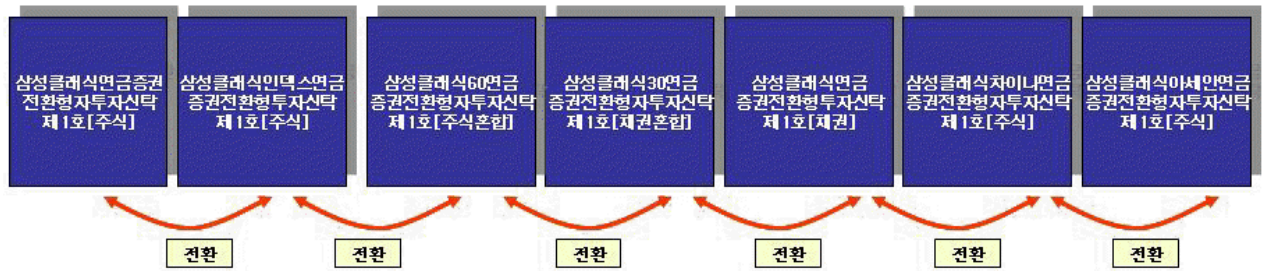 삼성클래식연금증권
전환형자투자신탁
제1호[주식]
삼성클래식인덱스연금
증권전환형자투자신탁
제1호[주식]
삼성클래식60연금
증권전환형자투자신탁
제1호[주식혼합]
삼성클래식30연금
증권전환형자투자신탁
제1호[채권혼합]
삼성클래식연금
증권전환형자투자신탁
제1호[채권]
삼성클래식차이나연금
증권전환형자투자신탁
제1호[주식]
삼성클래식아세안연금
증권전환형자투자신탁
제1호[주식]
전환
전환
전환
전환
전환
전환